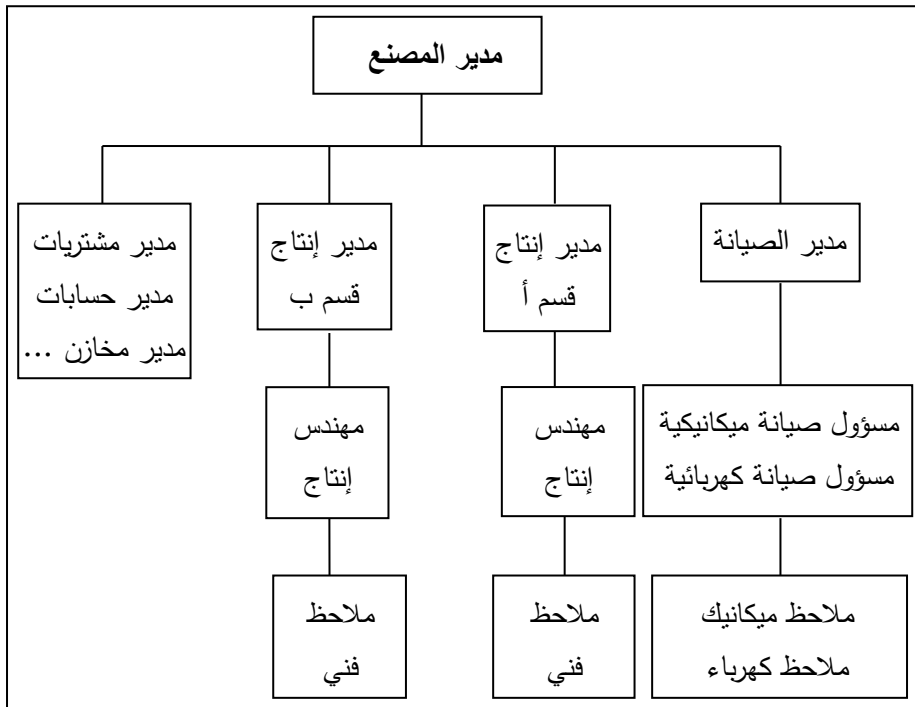 مدير المصنع
مدير الصيانة
مدير إنتاج
قسم أ
مدير إنتاج
قسم ب
مدير مشتريات
مدير حسابات
مدير مخازن ...
مسؤول صيانة ميكانيكية
مسؤول صيانة كهربائية
مهندس
إنتاج
مهندس
إنتاج
ملاحظ ميكانيك
ملاحظ كهرباء
ملاحظ
فني
ملاحظ
فني